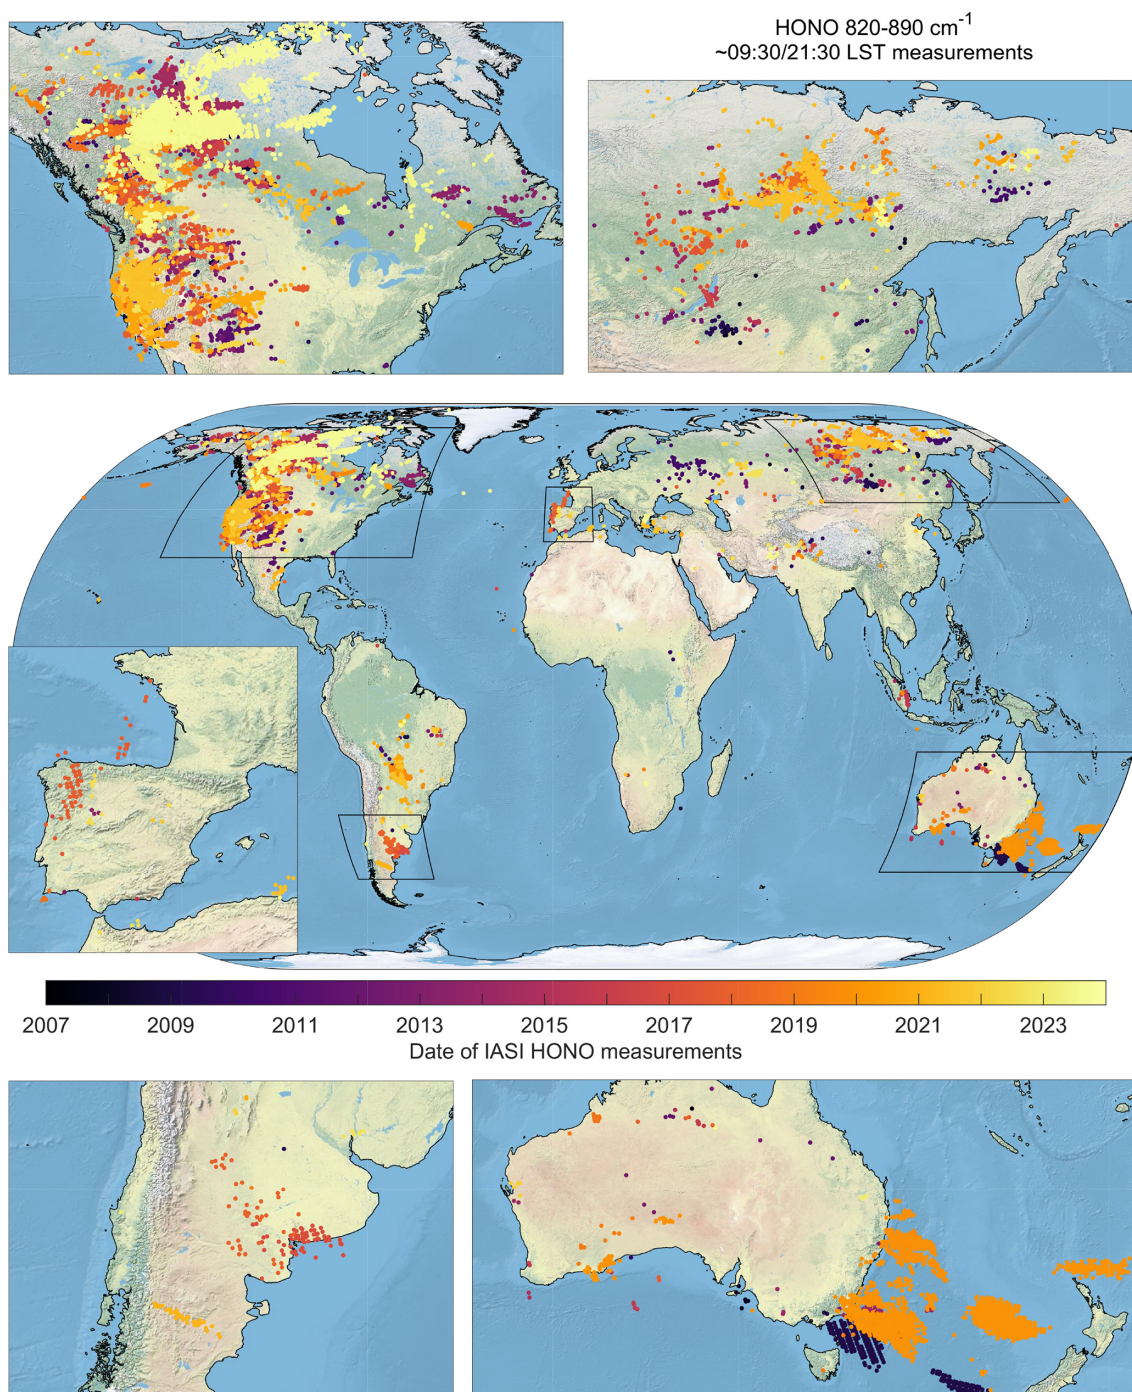 HONO 820-890 cm-1
~09:30/21:30 LST measurements
2007 2009 2011 2013 2015 2017 2019 2021 2023
Date of IASI HONO measurements